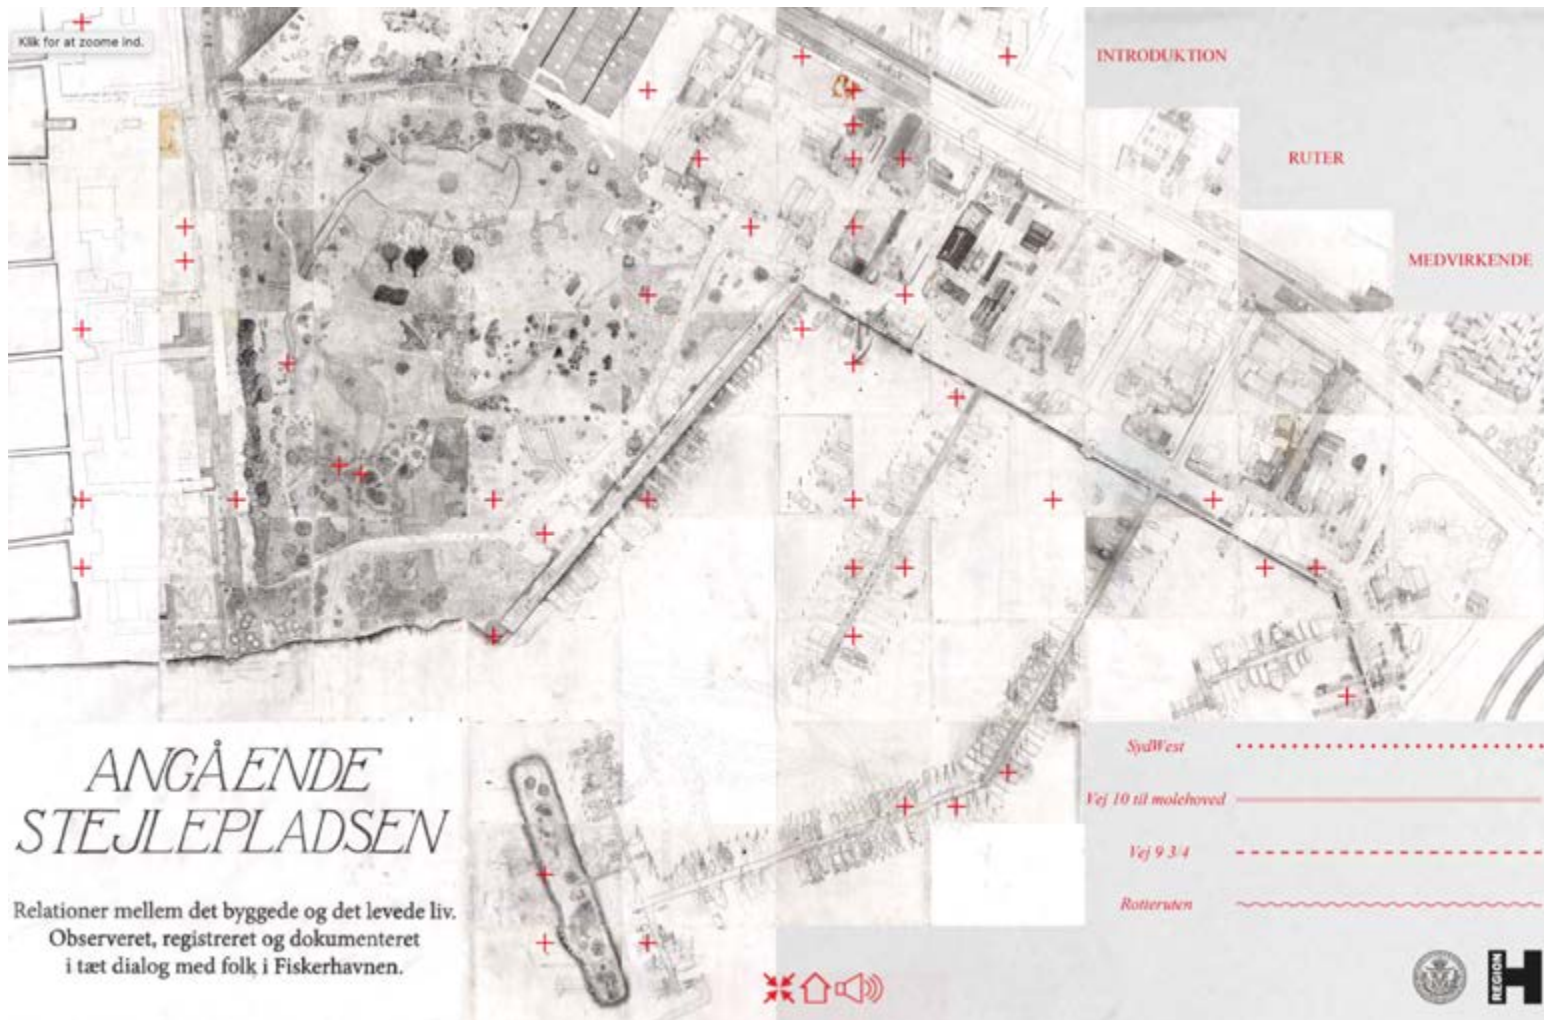 Klik for at zoome ind.
INTRODUKTION
RUTER
MEDVIRKENDE
ANGÅENDE
STEJLEPLADSEN
Relationer mellem det byggede og det levede liv.
Observeret, registreret og dokumenteret
i tæt dialog med folk i Fiskerhavnen.
SydWest
Vej 10 til molehoved
Vej 9 3/4
Rotteruten
REGION
H